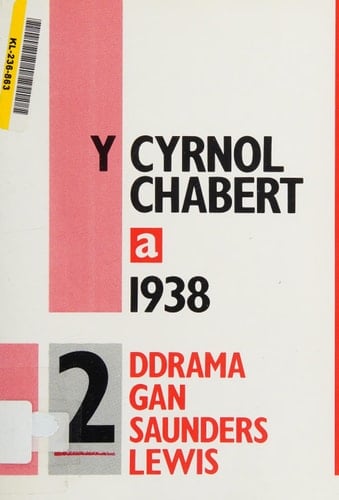 KL-236-863
Y CYRNOL
CHABERT
a
1938
2 DDRAMA
GAN
SAUNDERS
LEWIS